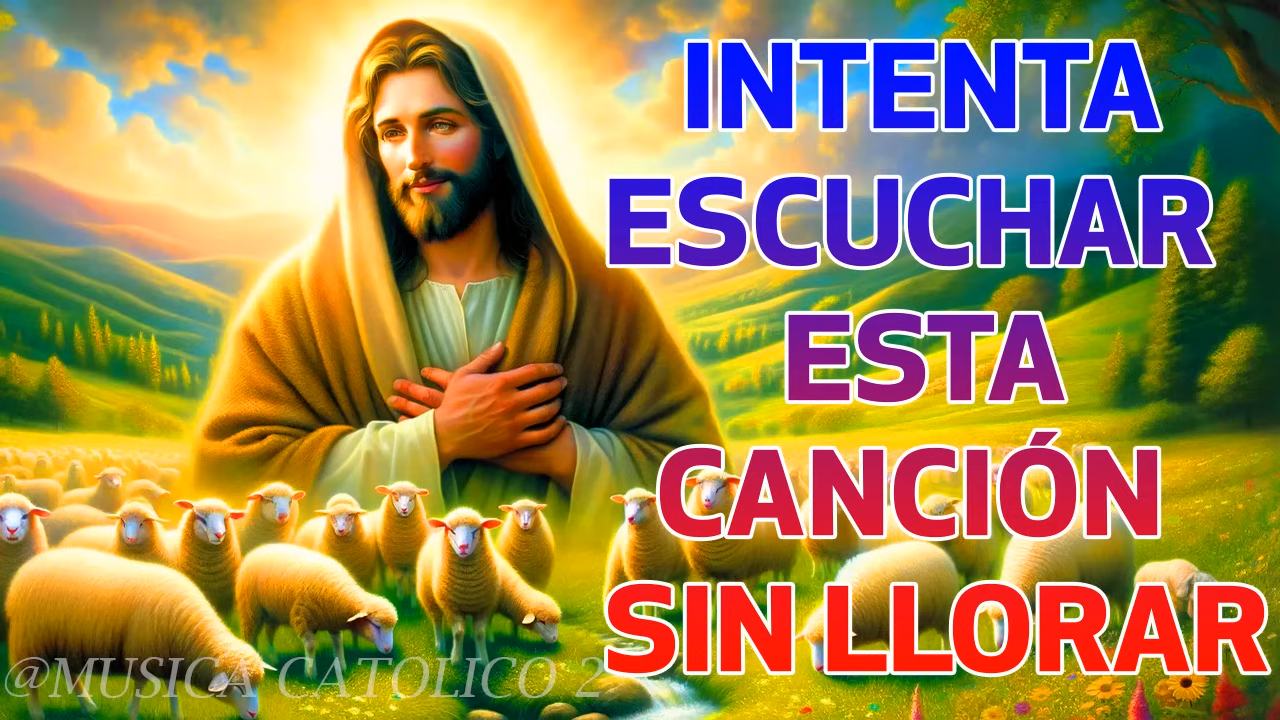 INTENTA
ESCUCHAR
ESTA
CANCIÓN
SIN LLORAR
@MUSICA CATOLICO 2